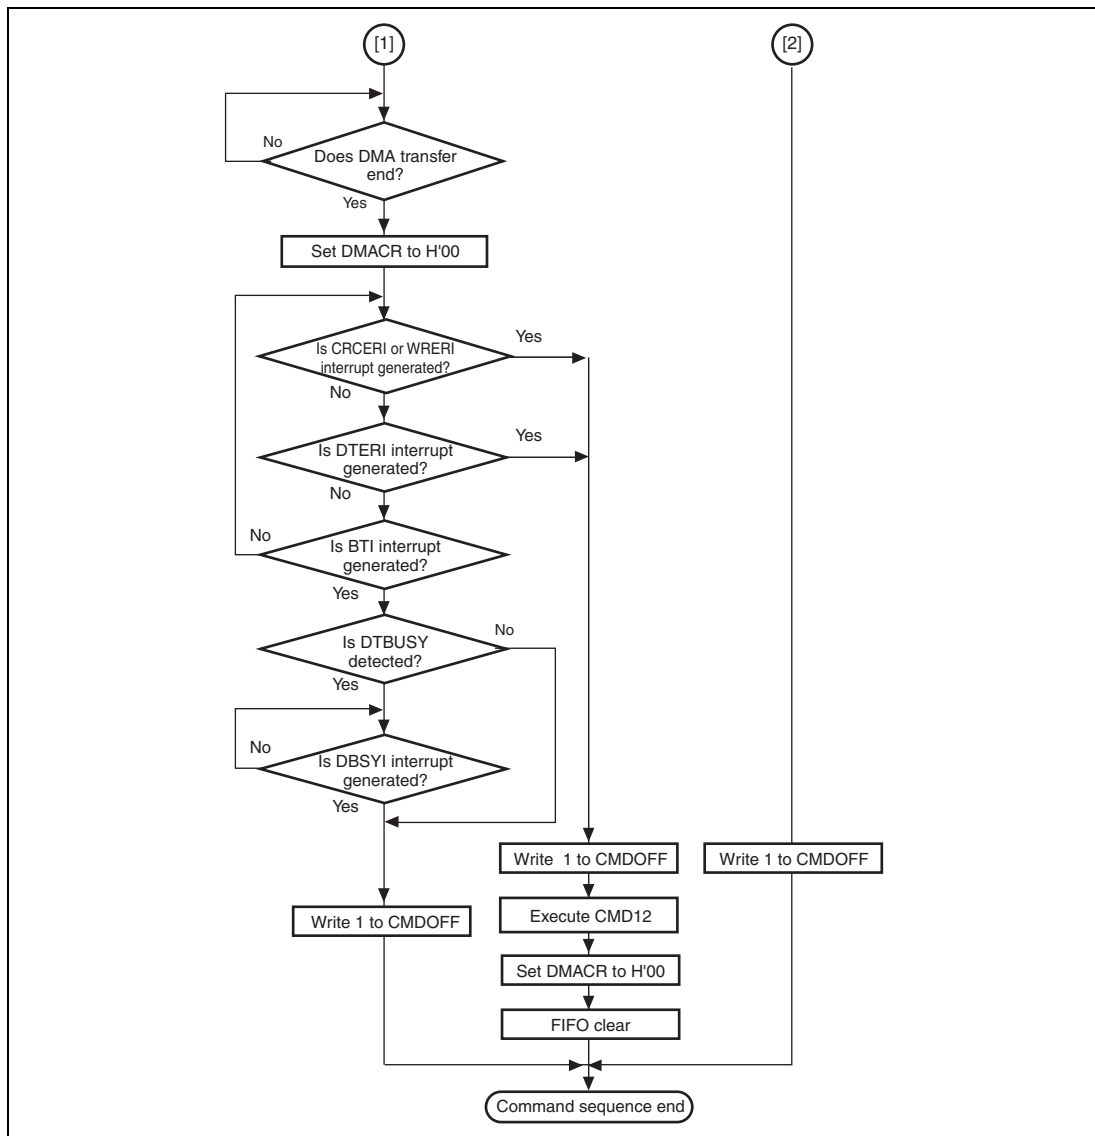 [1]
[2]
No
Does DMA transfer
end?
Yes
Set DMACR to H'00
Is CRCERI or WRERI
interrupt generated?
Yes
No
Is DTERI interrupt
generated?
Yes
No
No
Is BTI interrupt
generated?
Yes
Is DTBUSY
detected?
No
Yes
No
Is DBSYI interrupt
generated?
Yes
Write 1 to CMDOFF
Write 1 to CMDOFF
Write 1 to CMDOFF
Execute CMD12
Set DMACR to H'00
FIFO clear
Command sequence end